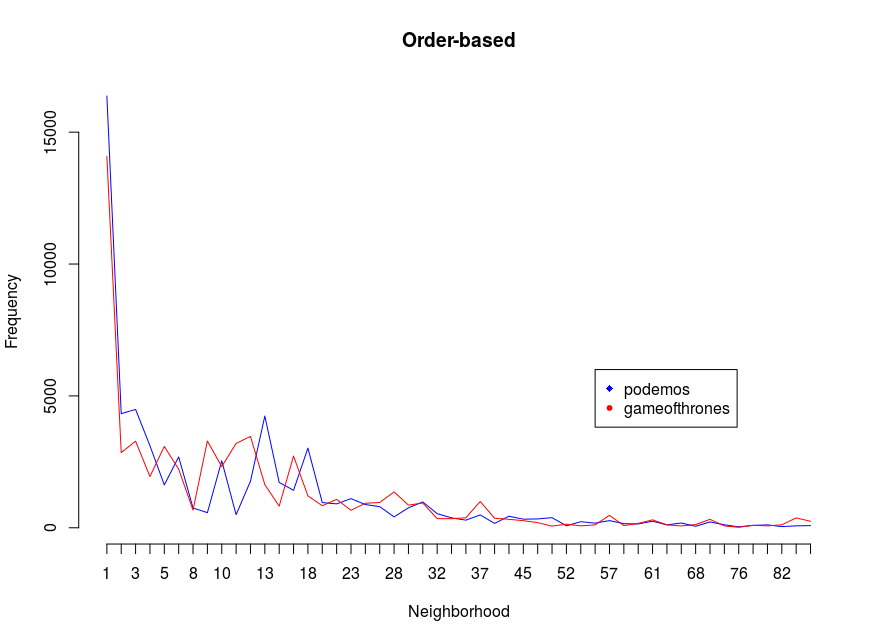 Order-based
Frequency
15000
10000
5000
0
podemos
gameofthrones
1 3 5 8 10 13 18 23 28 32 37 45 52 57 61 68 76 82
Neighborhood